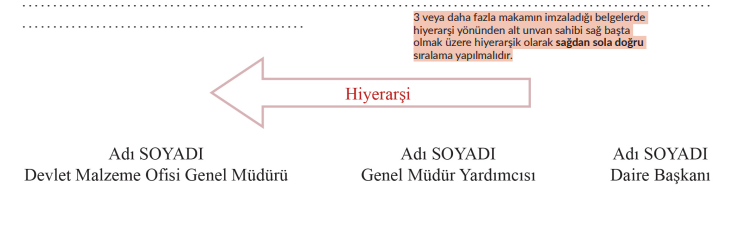 3 veya daha fazla makamın imzaladığı belgelerde
hiyerarşi yönünden alt unvan sahibi sağ başta
olmak üzere hiyerarşik olarak sağdan sola doğru
sıralama yapılmalıdır.
Hiyerarşi
Adı SOYADI Adı SOYADI Adı SOYADI
Devlet Malzeme Ofisi Genel Müdürü Genel Müdür Yardımcısı Daire Başkanı